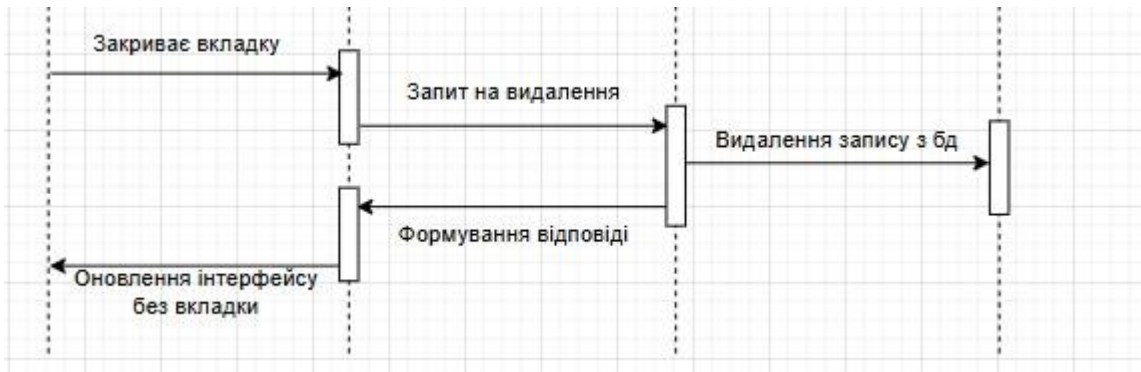 Закриває вкладку
Запит на видалення
Видалення запису з бд
Формування відповіді
Оновлення інтерфейсу
без вкладки